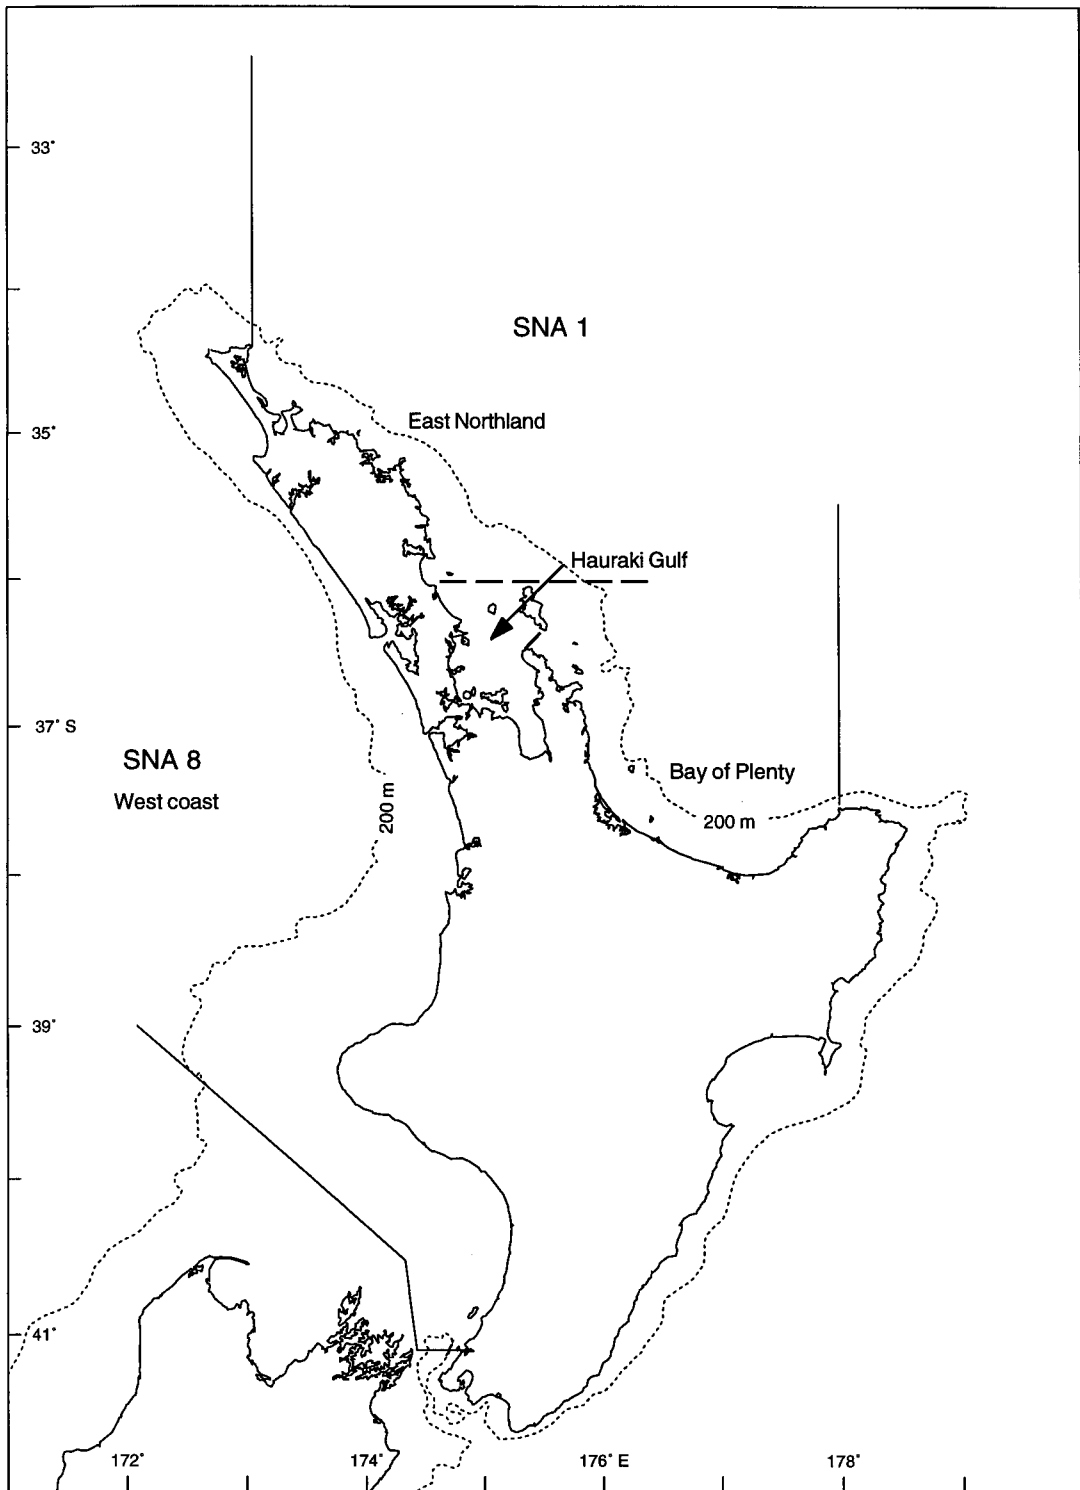 33°
SNA 1
East Northland
35°
Hauraki Gulf
37° S
SNA 8
West coast
Bay of Plenty
200 m
200 m
39°
41°
172°
174°
176° E
178°